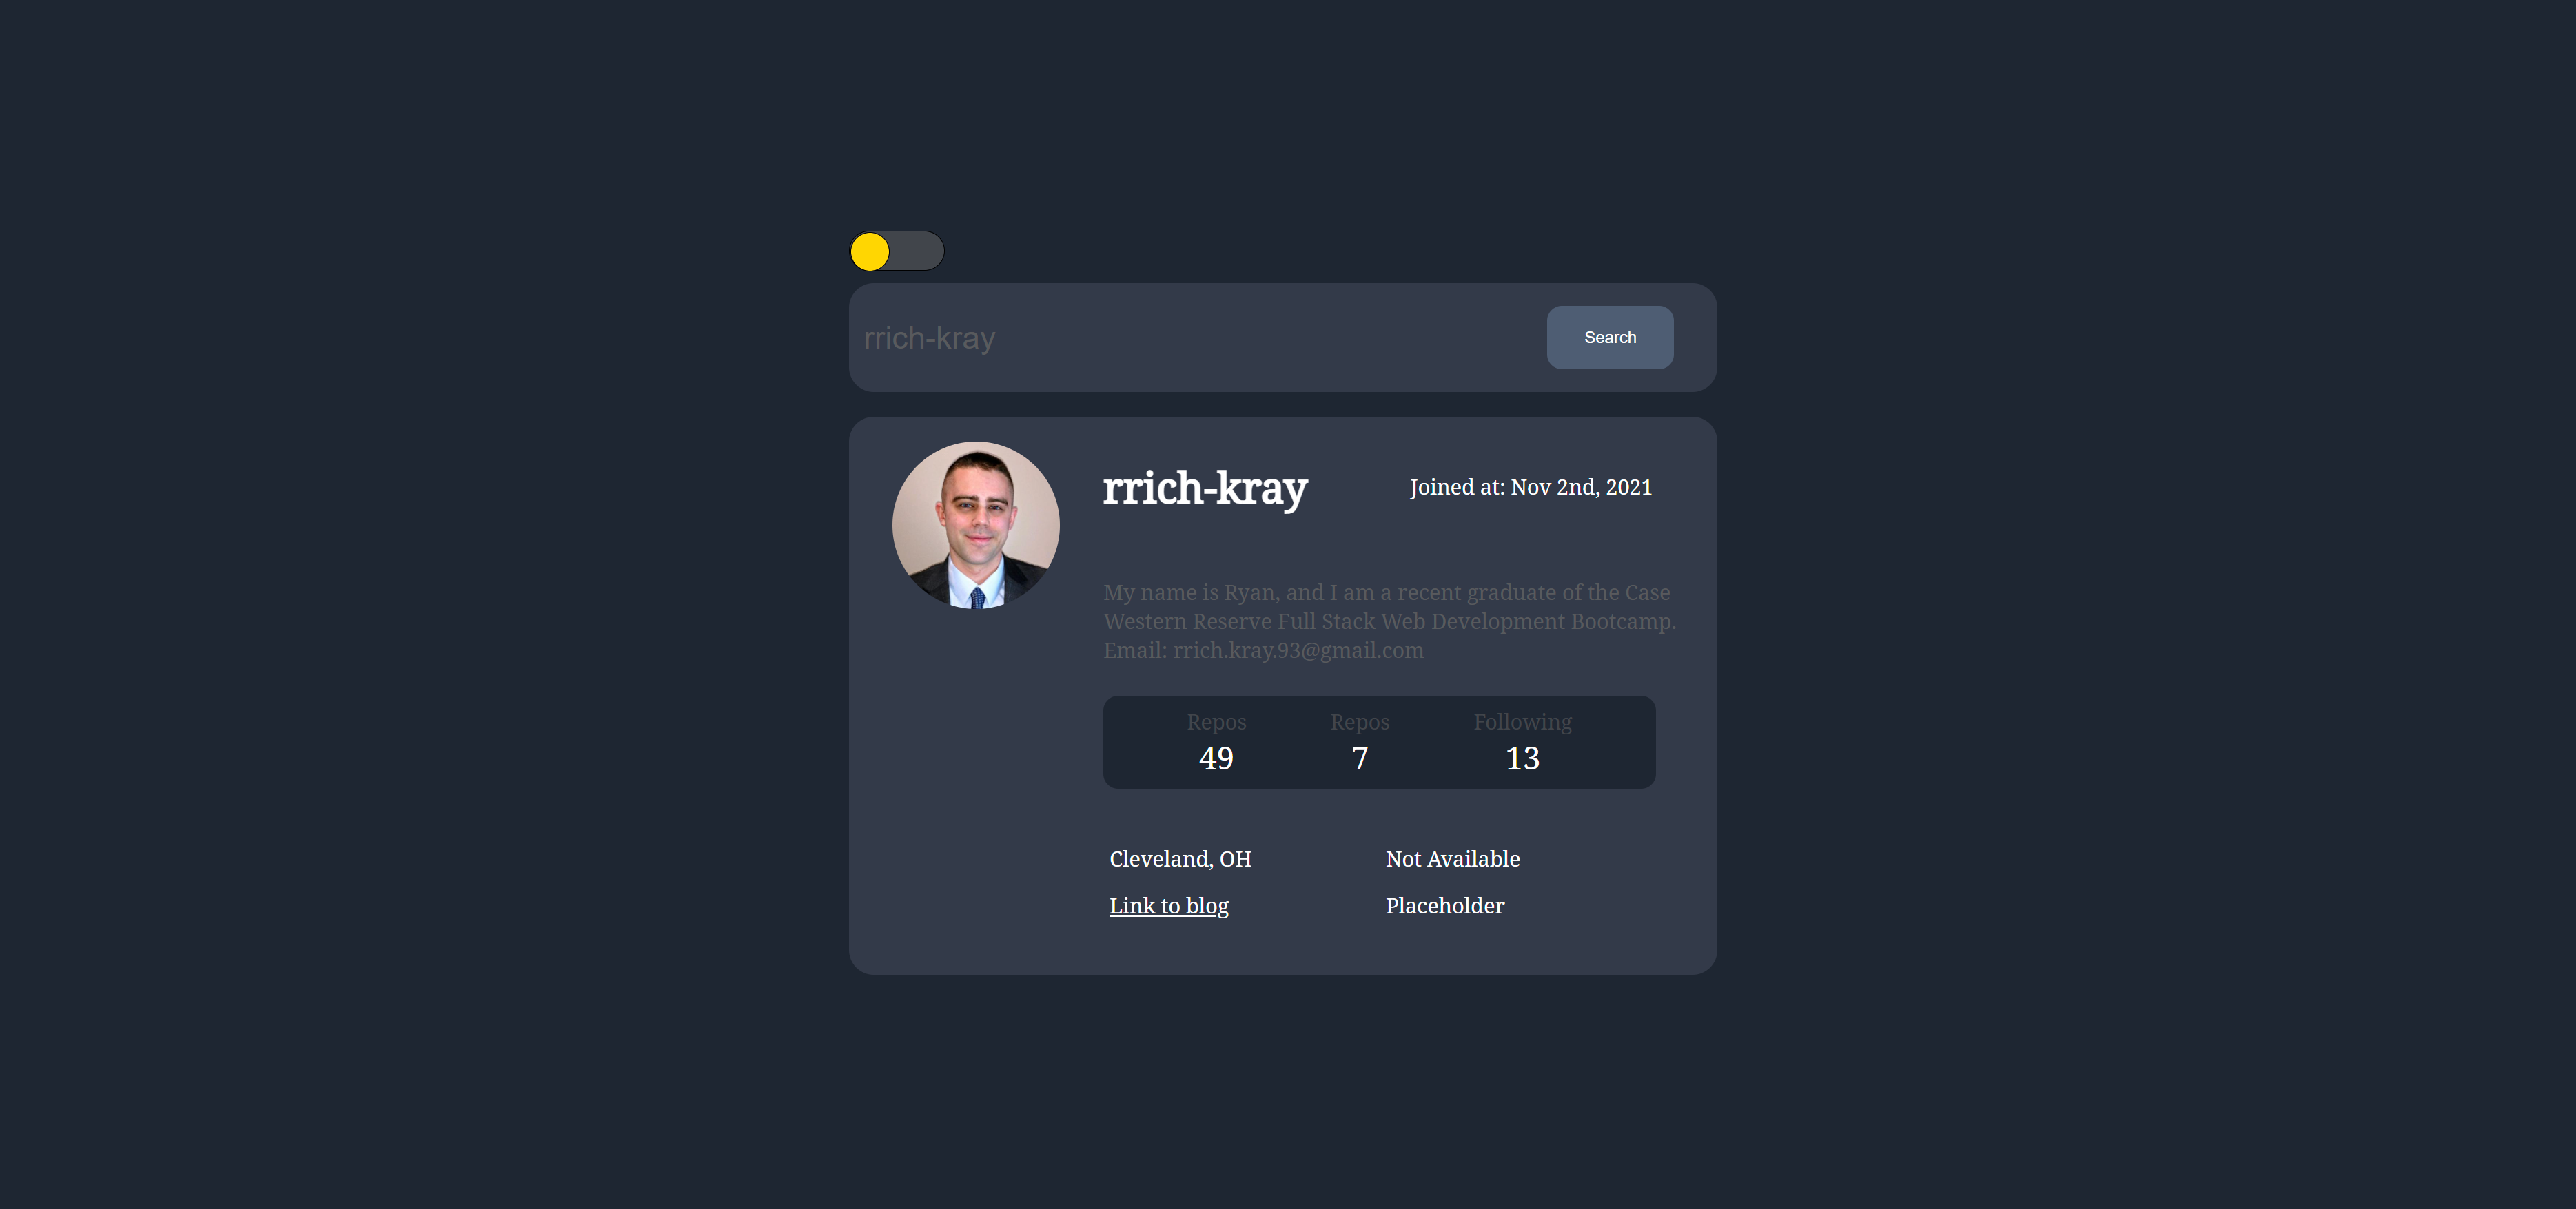 rrich-kray
Search
rrich-kray
Joined at: Nov 2nd, 2021
My name is Ryan, and I am a recent graduate of the Case
Western Reserve Full Stack Web Development Bootcamp.
Email: rrich.kray.93@gmail.com
Repos Repos Following
49 7 13
Cleveland, OH Not Available
Link to blog Placeholder